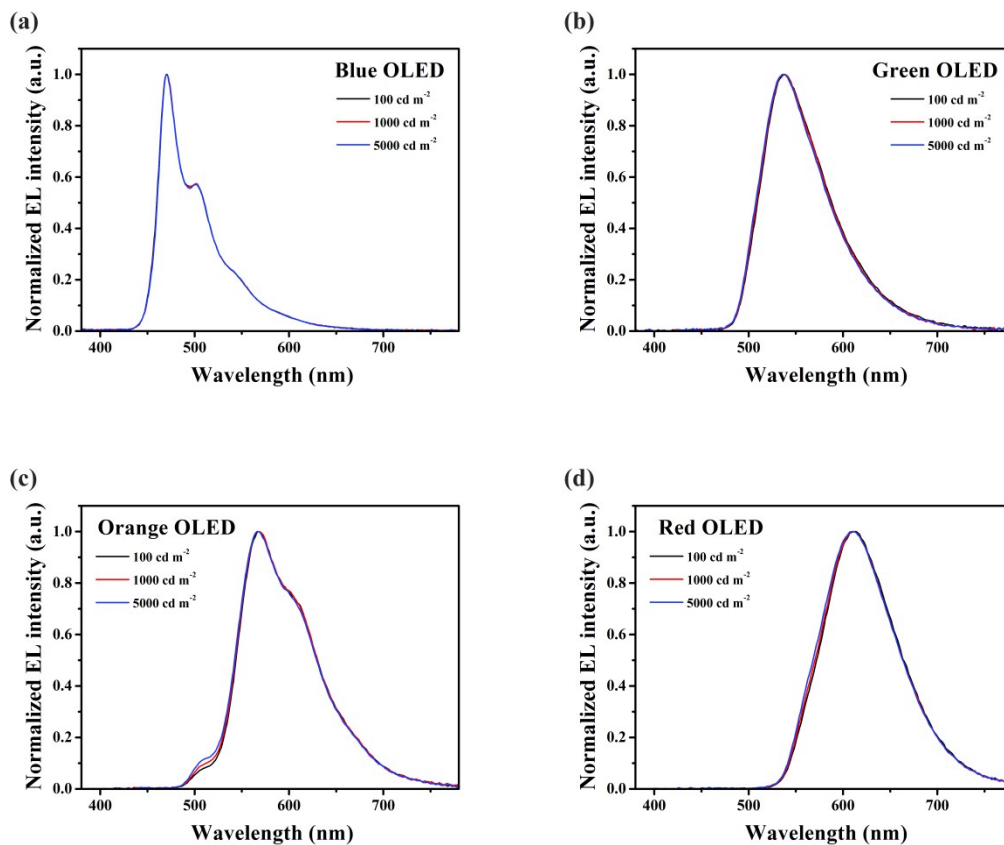 (a)
Blue OLED
100 cd m⁻²
1000 cd m⁻²
5000 cd m⁻²
Normalized EL intensity (a.u.)
1.0
0.8
0.6
0.4
0.2
0.0
400 500 600 700
Wavelength (nm)
(b)
Green OLED
100 cd m⁻²
1000 cd m⁻²
5000 cd m⁻²
Normalized EL intensity (a.u.)
1.0
0.8
0.6
0.4
0.2
0.0
400 500 600 700
Wavelength (nm)
(c)
Orange OLED
100 cd m⁻²
1000 cd m⁻²
5000 cd m⁻²
Normalized EL intensity (a.u.)
1.0
0.8
0.6
0.4
0.2
0.0
400 500 600 700
Wavelength (nm)
(d)
Red OLED
100 cd m⁻²
1000 cd m⁻²
5000 cd m⁻²
Normalized EL intensity (a.u.)
1.0
0.8
0.6
0.4
0.2
0.0
400 500 600 700
Wavelength (nm)